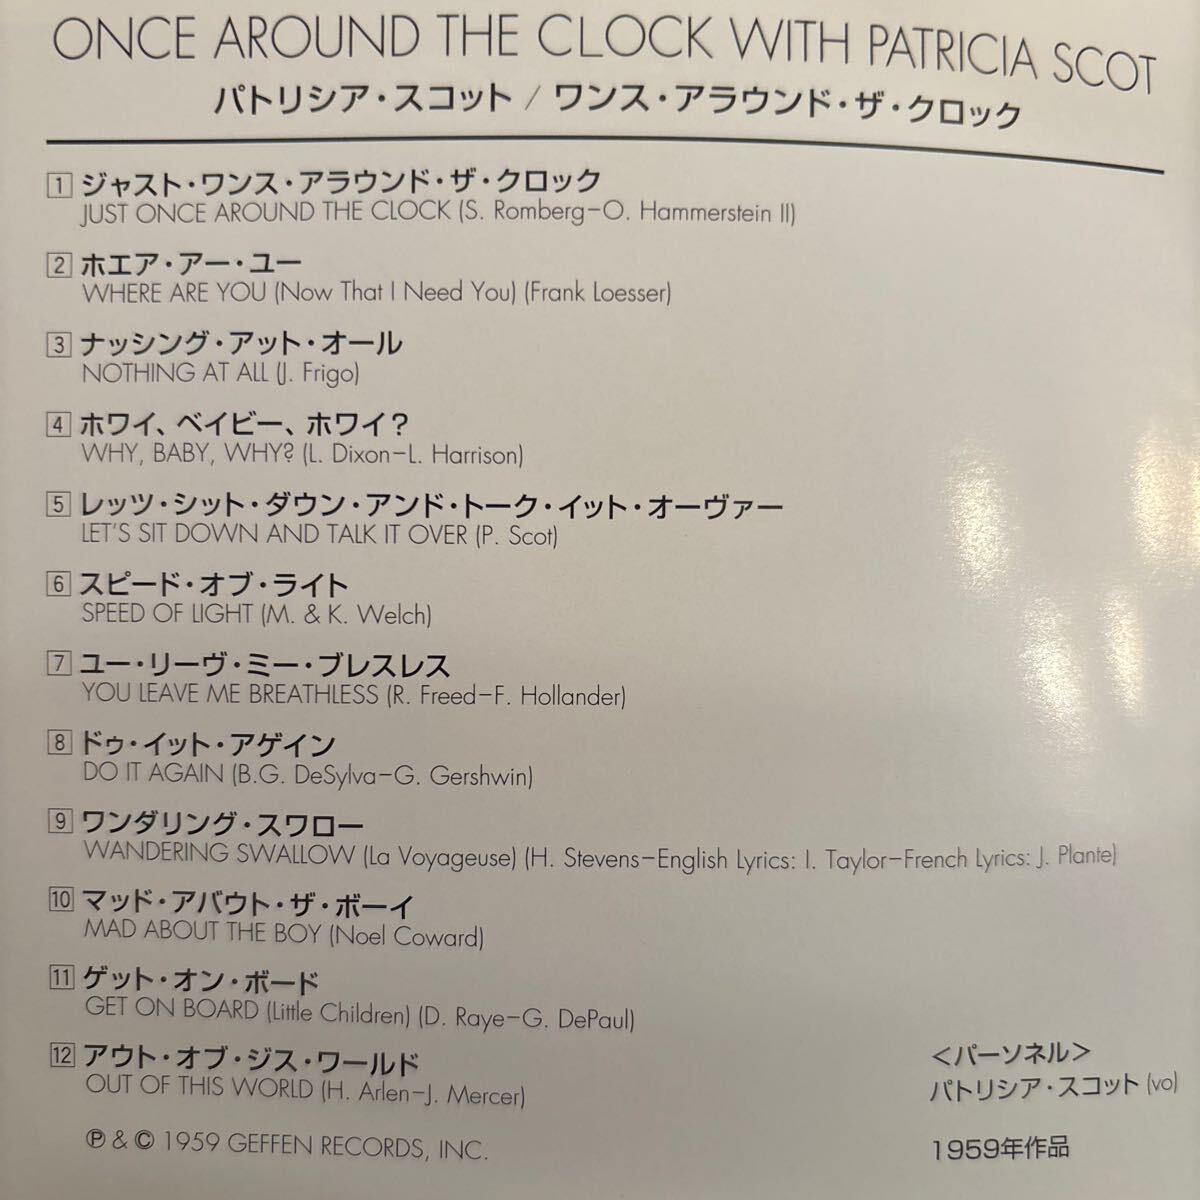 ONCE AROUND THE CLOCK WITH PATRICIA SCOT
パトリシア・スコット / ワンス・アラウンド・ザ・クロック
1 ジャスト・ワンス・アラウンド・ザ・クロック
JUST ONCE AROUND THE CLOCK (S. Romberg–O. Hammerstein II)
2 ホエア・アー・ユー
WHERE ARE YOU (Now That I Need You) (Frank Loesser)
3 ナッシング・アット・オール
NOTHING AT ALL (J. Frigo)
4 ホワイ、ベイビー、ホワイ?
WHY, BABY, WHY? (L. Dixon–L. Harrison)
5 レッツ・シット・ダウン・アンド・トーク・イット・オーヴァー
LET'S SIT DOWN AND TALK IT OVER (P. Scot)
6 スピード・オブ・ライト
SPEED OF LIGHT (M. & K. Welch)
7 ユー・リーヴ・ミー・ブレスレス
YOU LEAVE ME BREATHLESS (R. Freed–F. Hollander)
8 ドゥ・イット・アゲイン
DO IT AGAIN (B.G. DeSylva–G. Gershwin)
9 ワンダリング・スワロー
WANDERING SWALLOW (La Voyageuse) (H. Stevens–English Lyrics: I. Taylor–French Lyrics: J. Plante)
10 マッド・アバウト・ザ・ボーイ
MAD ABOUT THE BOY (Noel Coward)
11 ゲット・オン・ボード
GET ON BOARD (Little Children) (D. Raye–G. DePaul)
12 アウト・オブ・ジス・ワールド
OUT OF THIS WORLD (H. Arlen–J. Mercer)
℗ & © 1959 GEFFEN RECORDS, INC.
＜パーソネル＞
パトリシア・スコット (vo)
1959年作品